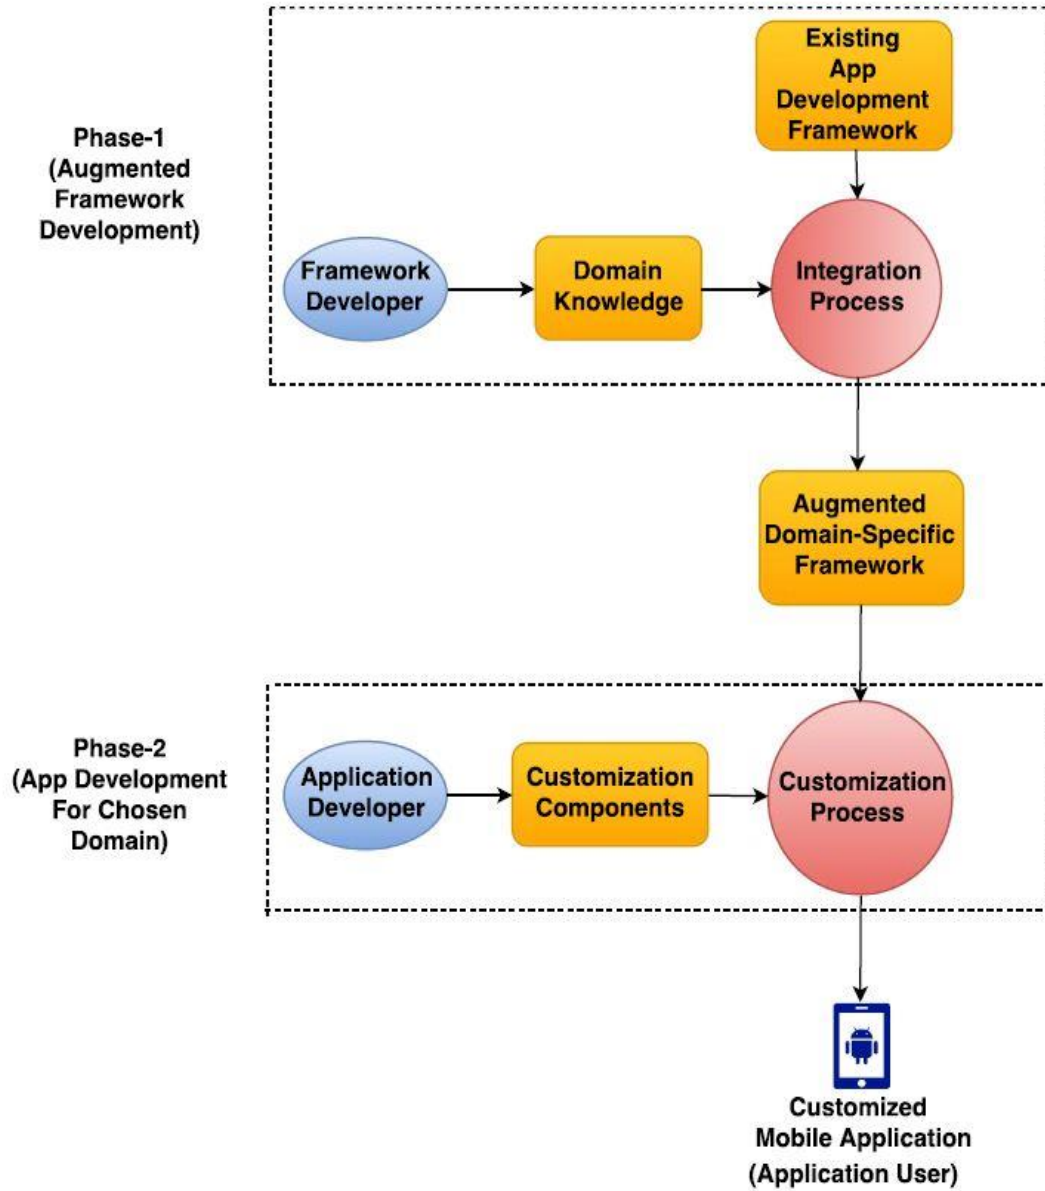 Existing
App
Development
Framework
Phase-1
(Augmented
Framework
Development)
Framework
Developer
Domain
Knowledge
Integration
Process
Augmented
Domain-Specific
Framework
Phase-2
(App Development
For Chosen
Domain)
Application
Developer
Customization
Components
Customization
Process
Customized
Mobile Application
(Application User)